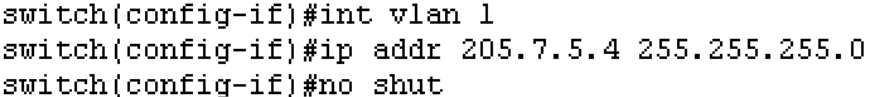 switch(config-if)#int vlan 1
switch(config-if)#ip addr 205.7.5.4 255.255.255.0
switch(config-if)#no shut